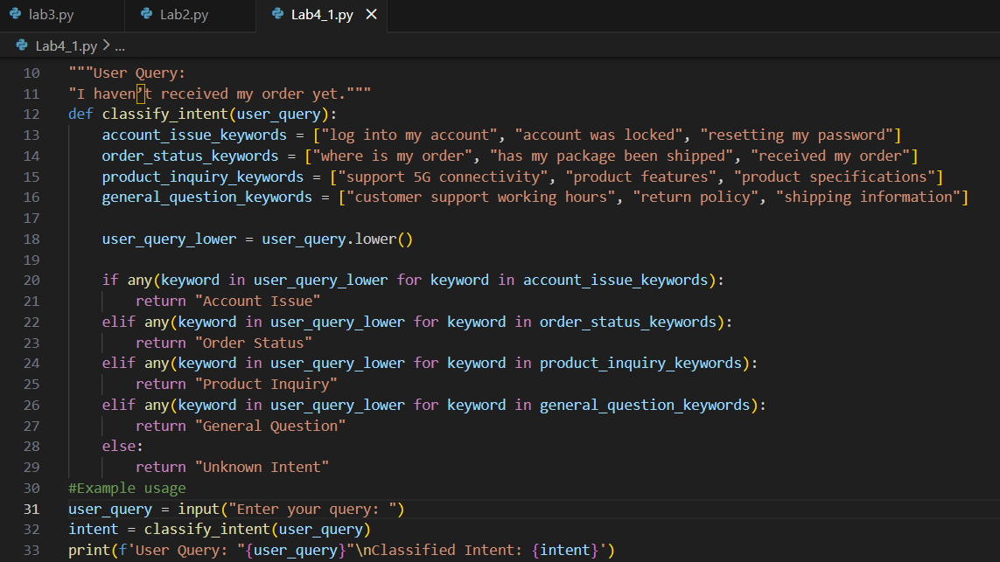 lab3.py Lab2.py Lab4_1.py
Lab4_1.py > ...
10 """User Query:
11 "I haven’t received my order yet."""
12 def classify_intent(user_query):
13     account_issue_keywords = ["log into my account", "account was locked", "resetting my password"]
14     order_status_keywords = ["where is my order", "has my package been shipped", "received my order"]
15     product_inquiry_keywords = ["support 5G connectivity", "product features", "product specifications"]
16     general_question_keywords = ["customer support working hours", "return policy", "shipping information"]
17
18     user_query_lower = user_query.lower()
19
20     if any(keyword in user_query_lower for keyword in account_issue_keywords):
21         return "Account Issue"
22     elif any(keyword in user_query_lower for keyword in order_status_keywords):
23         return "Order Status"
24     elif any(keyword in user_query_lower for keyword in product_inquiry_keywords):
25         return "Product Inquiry"
26     elif any(keyword in user_query_lower for keyword in general_question_keywords):
27         return "General Question"
28     else:
29         return "Unknown Intent"
30 #Example usage
31 user_query = input("Enter your query: ")
32 intent = classify_intent(user_query)
33 print(f'User Query: "{user_query}"\nClassified Intent: {intent}')